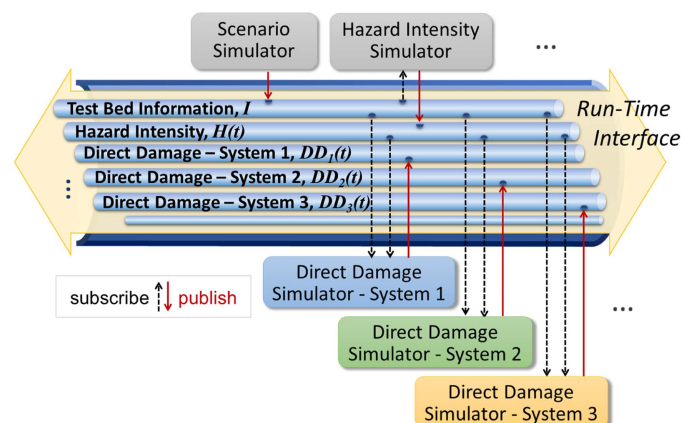 Scenario
Simulator
Hazard Intensity
Simulator
...
Test Bed Information, I
Run-Time
Interface
Hazard Intensity, H(t)
Direct Damage – System 1, DD1(t)
Direct Damage – System 2, DD2(t)
Direct Damage – System 3, DD3(t)
...
Direct Damage
Simulator - System 1
subscribe publish
...
Direct Damage
Simulator - System 2
Direct Damage
Simulator - System 3